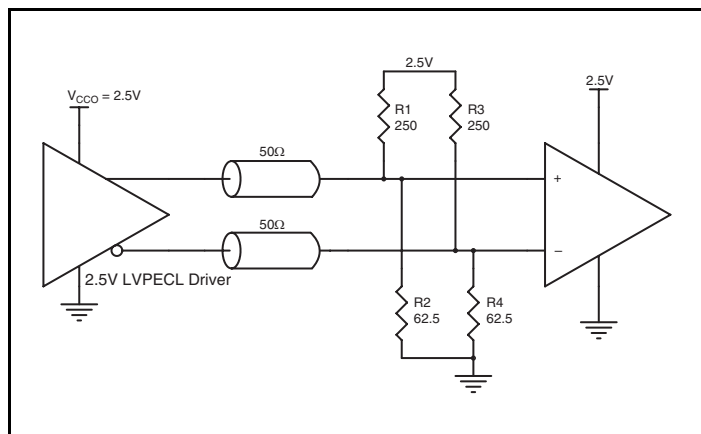 2.5V
V_CCO = 2.5V
2.5V
R1
250
R3
250
50Ω
+
50Ω
−
2.5V LVPECL Driver
R2
62.5
R4
62.5